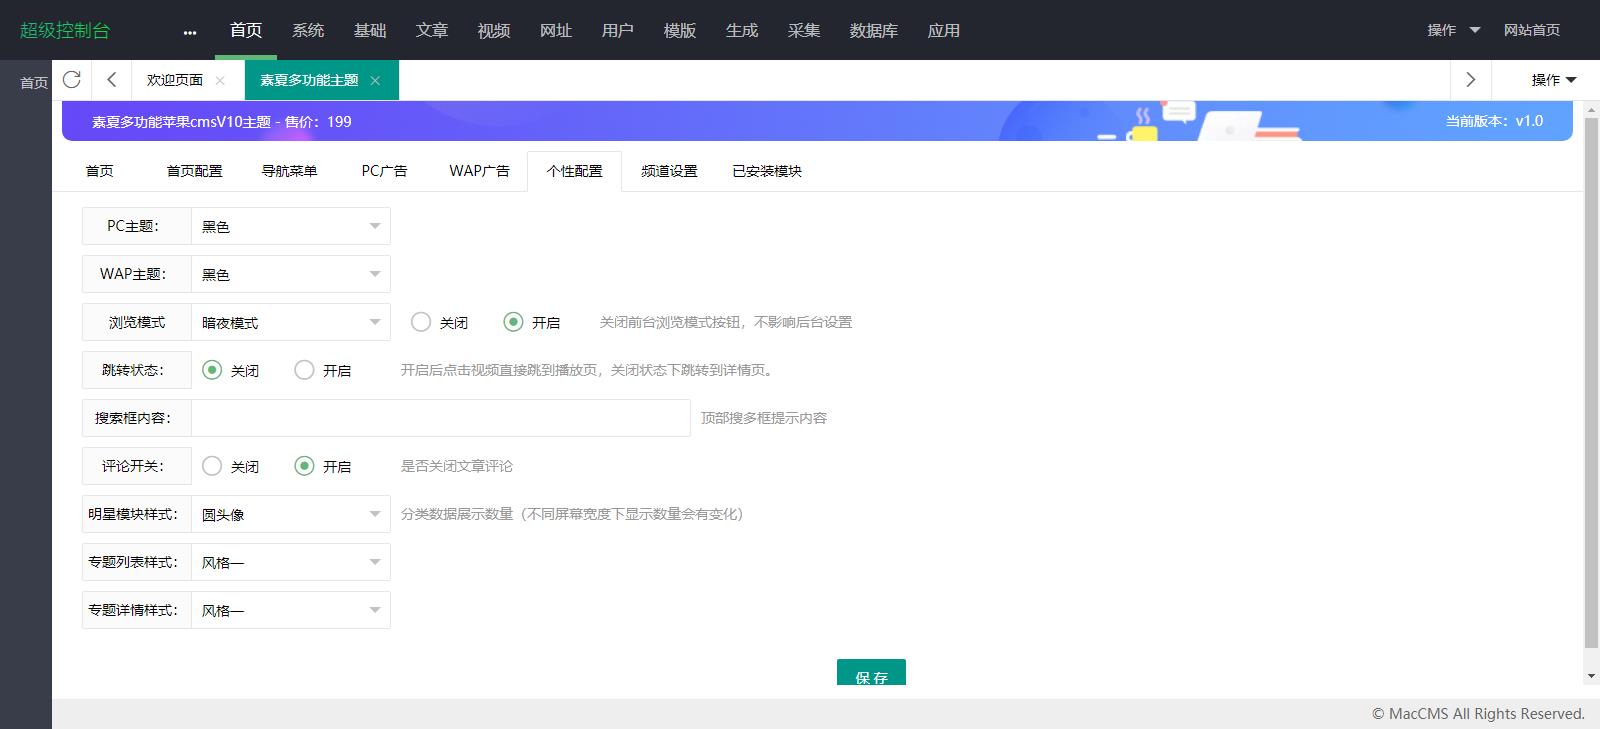 超级控制台 ... 首页 系统 基础 文章 视频 网址 用户 模版 生成 采集 数据库 应用 操作 网站首页
首页 欢迎页面 素夏多功能主题 操作
素夏多功能苹果cmsV10主题 - 售价：199 当前版本：v1.0
首页 首页配置 导航菜单 PC广告 WAP广告 个性配置 频道设置 已安装模块
PC主题： 黑色
WAP主题： 黑色
浏览模式 暗夜模式 关闭 开启 关闭前台浏览模式按钮，不影响后台设置
跳转状态： 关闭 开启 开启后点击视频直接跳到播放页，关闭状态下跳转到详情页。
搜索框内容： 顶部搜多框提示内容
评论开关： 关闭 开启 是否关闭文章评论
明星模块样式： 圆头像 分类数据展示数量（不同屏幕宽度下显示数量会有变化）
专题列表样式： 风格一
专题详情样式： 风格一
保存
© MacCMS All Rights Reserved.